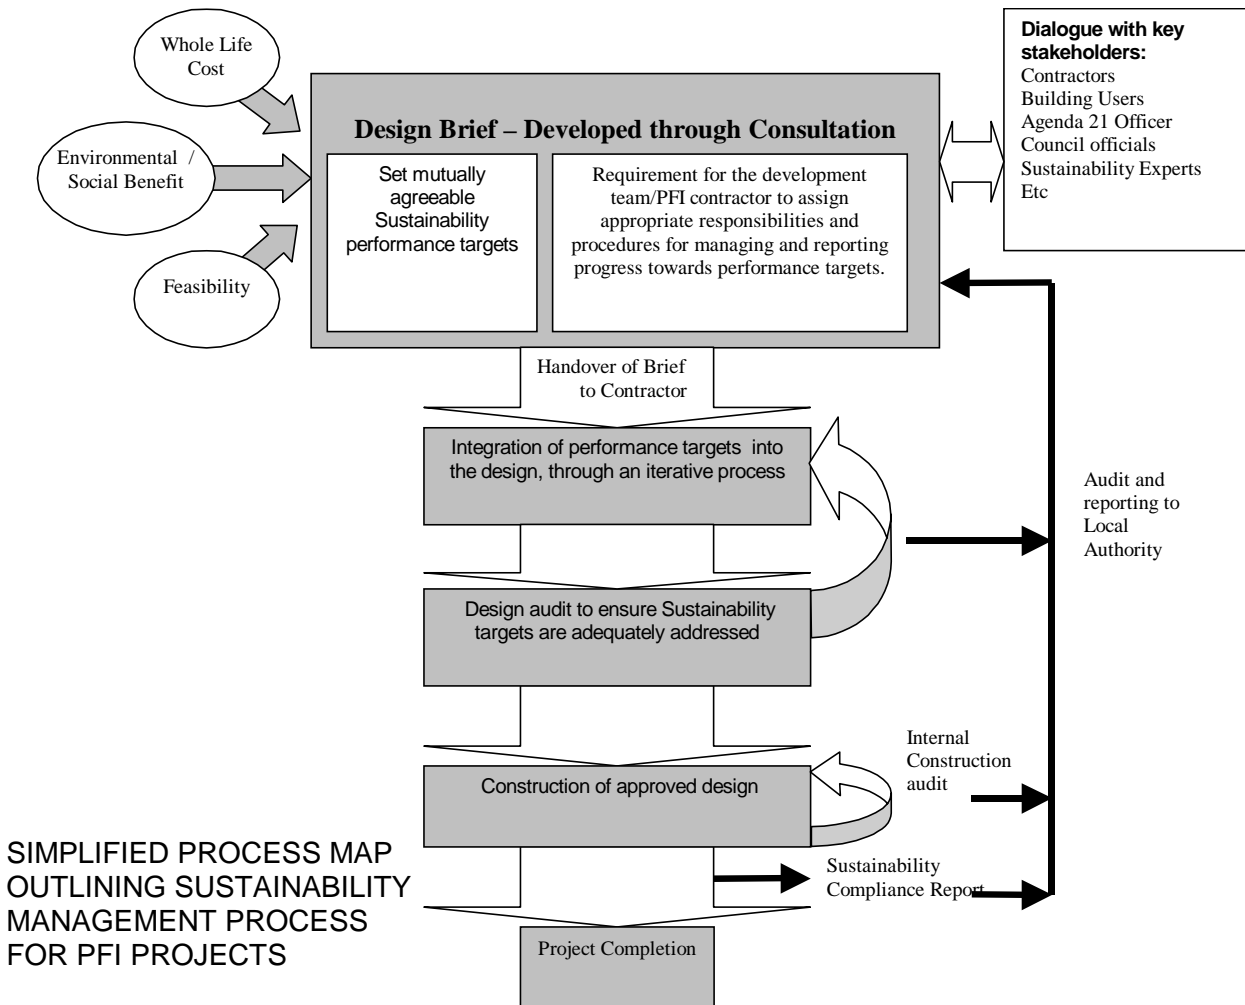 Whole Life
Cost
Environmental /
Social Benefit
Feasibility
Design Brief – Developed through Consultation
Set mutually
agreeable
Sustainability
performance targets
Requirement for the development
team/PFI contractor to assign
appropriate responsibilities and
procedures for managing and reporting
progress towards performance targets.
Dialogue with key
stakeholders:
Contractors
Building Users
Agenda 21 Officer
Council officials
Sustainability Experts
Etc
Handover of Brief
to Contractor
Integration of performance targets into
the design, through an iterative process
Audit and
reporting to
Local
Authority
Design audit to ensure Sustainability
targets are adequately addressed
Internal
Construction
audit
Construction of approved design
Sustainability
Compliance Report
Project Completion
SIMPLIFIED PROCESS MAP
OUTLINING SUSTAINABILITY
MANAGEMENT PROCESS
FOR PFI PROJECTS